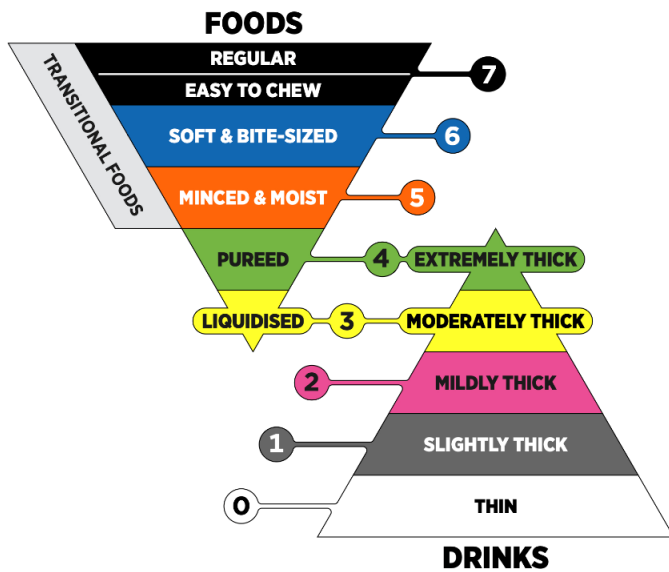 FOODS
REGULAR
7
EASY TO CHEW
TRANSITIONAL FOODS
SOFT & BITE-SIZED
6
MINCED & MOIST
5
PUREED
4
EXTREMELY THICK
LIQUIDISED
3
MODERATELY THICK
2
MILDLY THICK
1
SLIGHTLY THICK
0
THIN
DRINKS